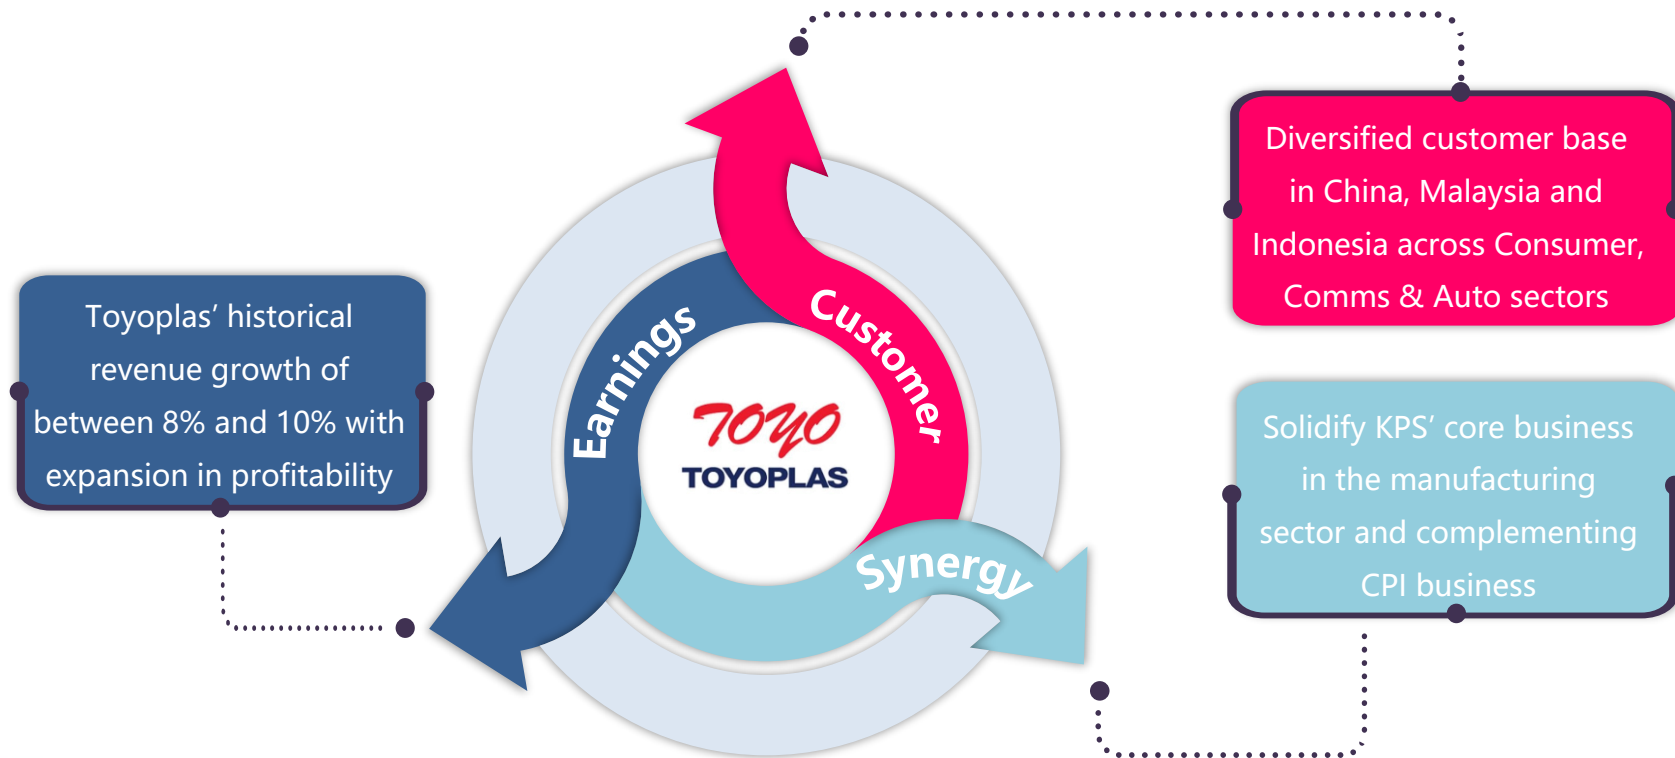 Diversified customer base
in China, Malaysia and
Indonesia across Consumer,
Comms & Auto sectors
Toyoplas’ historical
revenue growth of
between 8% and 10% with
expansion in profitability
Earnings
Customer
Synergy
TOYO
TOYOPLAS
Solidify KPS’ core business
in the manufacturing
sector and complementing
CPI business